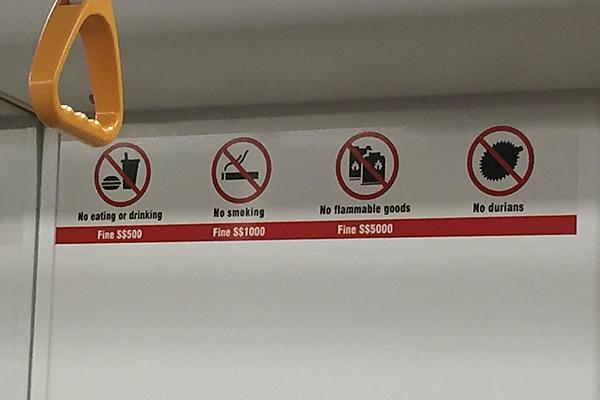 No eating or drinking
No smoking
No flammable goods
No durians
Fine S$500
Fine S$1000
Fine S$5000